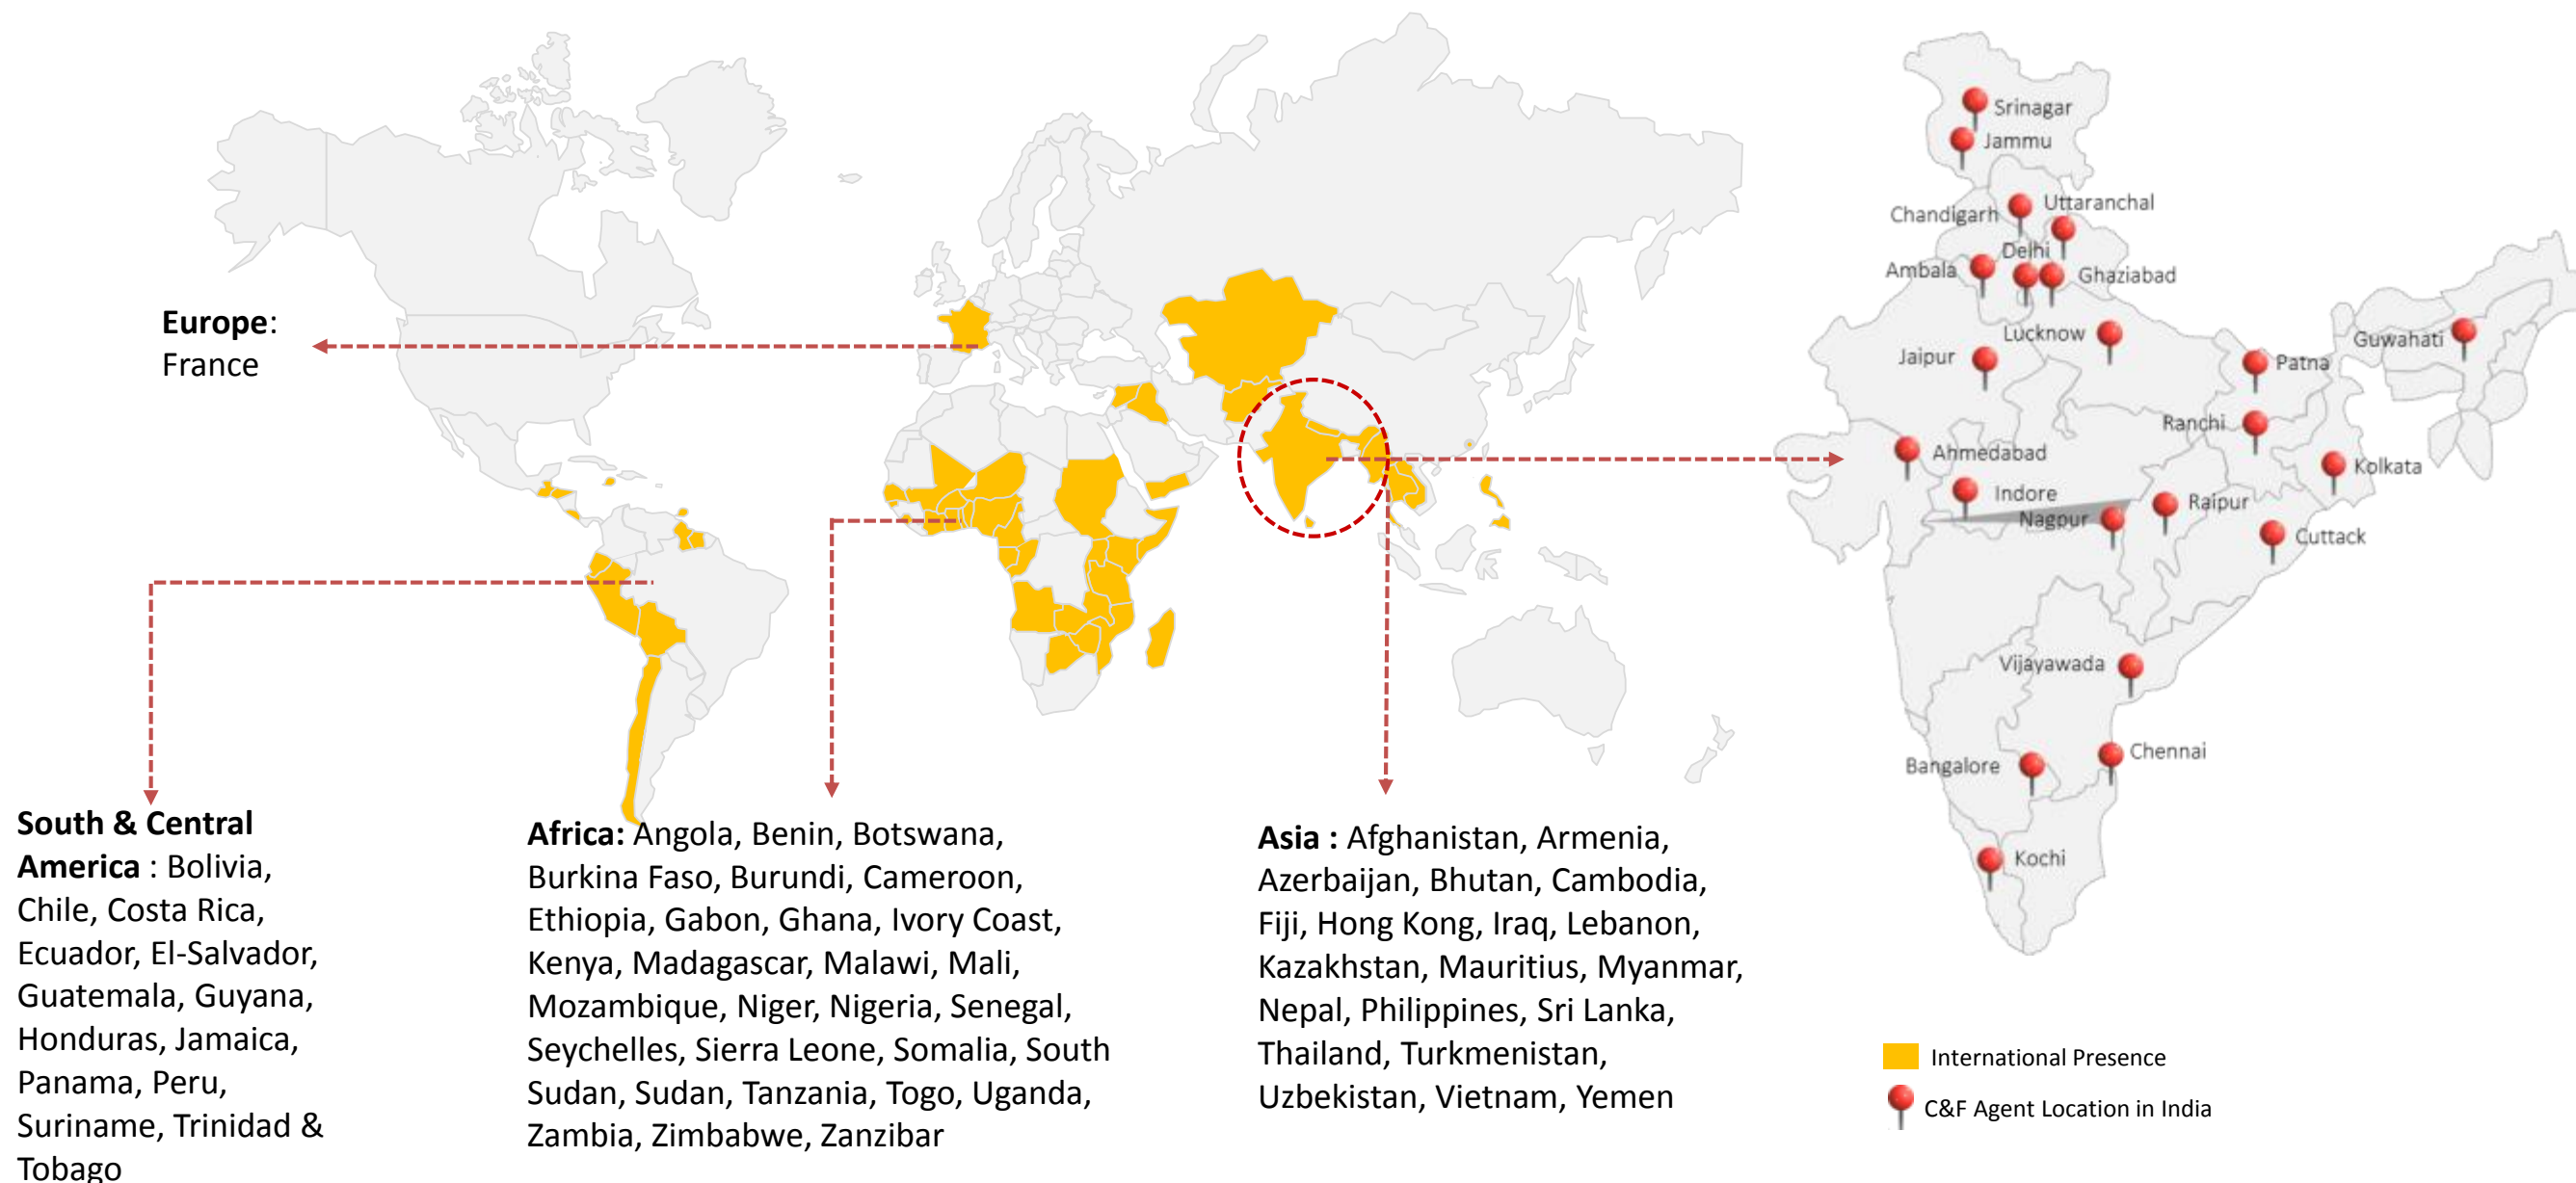 Europe:
France
South & Central
America : Bolivia,
Chile, Costa Rica,
Ecuador, El-Salvador,
Guatemala, Guyana,
Honduras, Jamaica,
Panama, Peru,
Suriname, Trinidad &
Tobago
Africa: Angola, Benin, Botswana,
Burkina Faso, Burundi, Cameroon,
Ethiopia, Gabon, Ghana, Ivory Coast,
Kenya, Madagascar, Malawi, Mali,
Mozambique, Niger, Nigeria, Senegal,
Seychelles, Sierra Leone, Somalia, South
Sudan, Sudan, Tanzania, Togo, Uganda,
Zambia, Zimbabwe, Zanzibar
Asia : Afghanistan, Armenia,
Azerbaijan, Bhutan, Cambodia,
Fiji, Hong Kong, Iraq, Lebanon,
Kazakhstan, Mauritius, Myanmar,
Nepal, Philippines, Sri Lanka,
Thailand, Turkmenistan,
Uzbekistan, Vietnam, Yemen
Srinagar
Jammu
Uttaranchal
Chandigarh
Delhi
Ambala
Ghaziabad
Lucknow
Guwahati
Jaipur
Patna
Ranchi
Ahmedabad
Kolkata
Indore
Raipur
Nagpur
Cuttack
Vijayawada
Chennai
Bangalore
Kochi
International Presence
C&F Agent Location in India